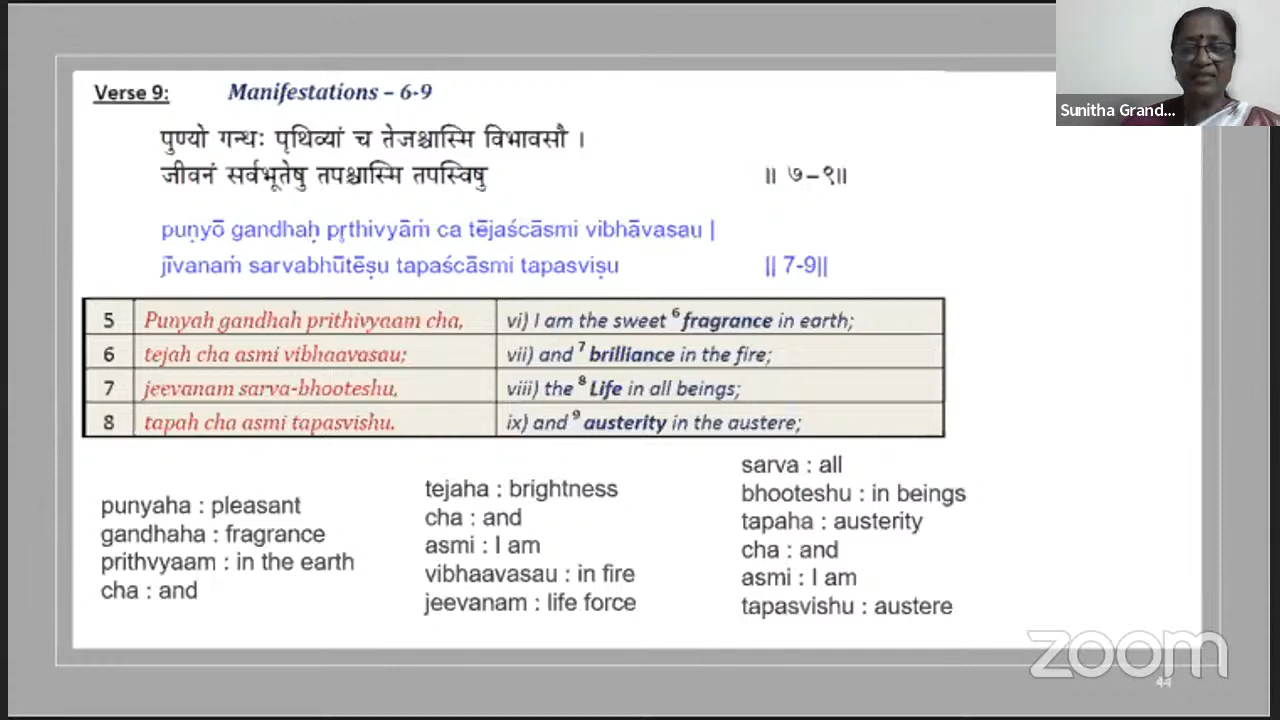 Verse 9: Manifestations – 6-9
पुण्यो गन्धः पृथिव्यां च तेजश्चास्मि विभावसौ ।
जीवनं सर्वभूतेषु तपश्चास्मि तपस्विषु ॥ ७-९॥
puṇyō gandhaḥ pṛthivyāṁ ca tējaścāsmi vibhāvasau |
jīvanaṁ sarvabhūtēṣu tapaścāsmi tapasviṣu || 7-9||
5 Punyah gandhah prithivyaam cha, vi) I am the sweet ⁶ fragrance in earth;
6 tejah cha asmi vibhaavasau; vii) and ⁷ brilliance in the fire;
7 jeevanam sarva-bhooteshu, viii) the ⁸ Life in all beings;
8 tapah cha asmi tapasvishu. ix) and ⁹ austerity in the austere;
punyaha : pleasant
gandhaha : fragrance
prithvyaam : in the earth
cha : and
tejaha : brightness
cha : and
asmi : I am
vibhaavasau : in fire
jeevanam : life force
sarva : all
bhooteshu : in beings
tapaha : austerity
cha : and
asmi : I am
tapasvishu : austere
Sunitha Grand...
zoom
44